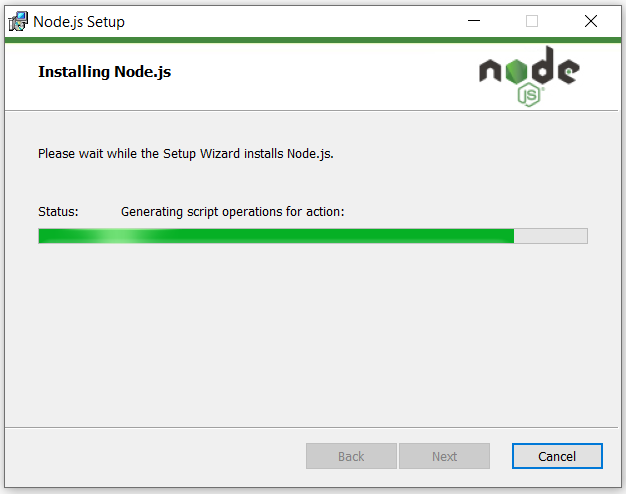 Node.js Setup
Installing Node.js
node
JS
Please wait while the Setup Wizard installs Node.js.
Status: Generating script operations for action:
Back Next Cancel